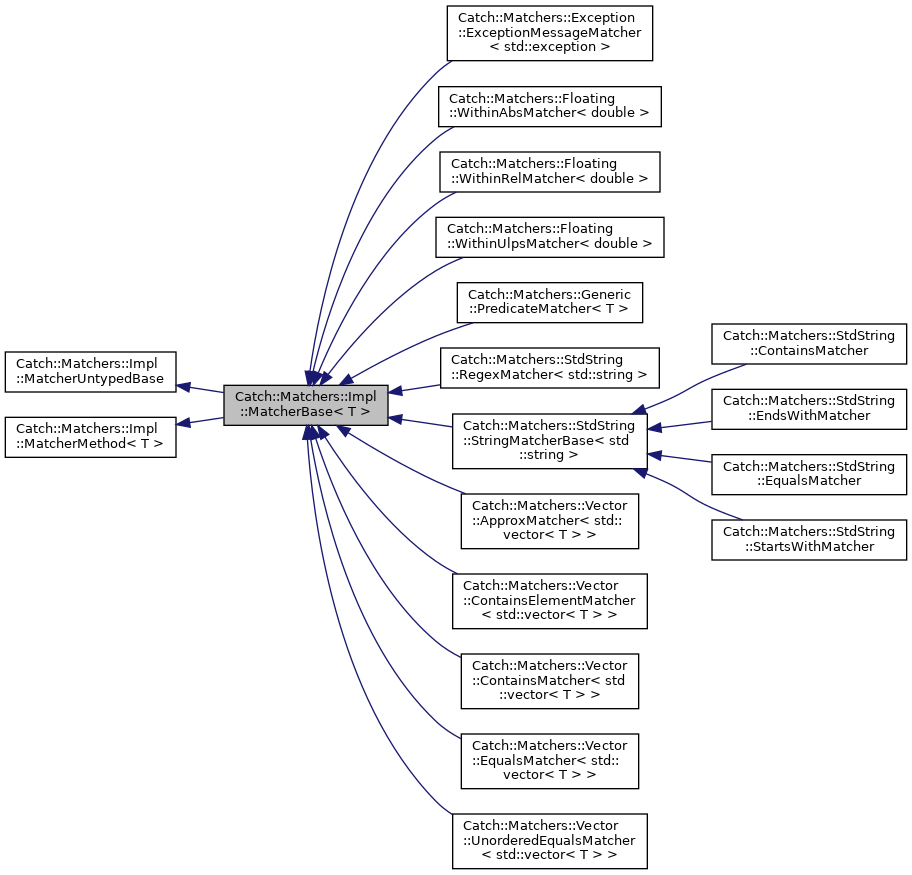 Catch::Matchers::Exception
::ExceptionMessageMatcher
< std::exception >
Catch::Matchers::Floating
::WithinAbsMatcher< double >
Catch::Matchers::Floating
::WithinRelMatcher< double >
Catch::Matchers::Floating
::WithinUlpsMatcher< double >
Catch::Matchers::Generic
::PredicateMatcher< T >
Catch::Matchers::Impl
::MatcherUntypedBase
Catch::Matchers::Impl
::MatcherMethod< T >
Catch::Matchers::Impl
::MatcherBase< T >
Catch::Matchers::StdString
::RegexMatcher< std::string >
Catch::Matchers::StdString
::StringMatcherBase< std
::string >
Catch::Matchers::StdString
::ContainsMatcher
Catch::Matchers::StdString
::EndsWithMatcher
Catch::Matchers::StdString
::EqualsMatcher
Catch::Matchers::StdString
::StartsWithMatcher
Catch::Matchers::Vector
::ApproxMatcher< std::
vector< T > >
Catch::Matchers::Vector
::ContainsElementMatcher
< std::vector< T > >
Catch::Matchers::Vector
::ContainsMatcher< std
::vector< T > >
Catch::Matchers::Vector
::EqualsMatcher< std::
vector< T > >
Catch::Matchers::Vector
::UnorderedEqualsMatcher
< std::vector< T > >